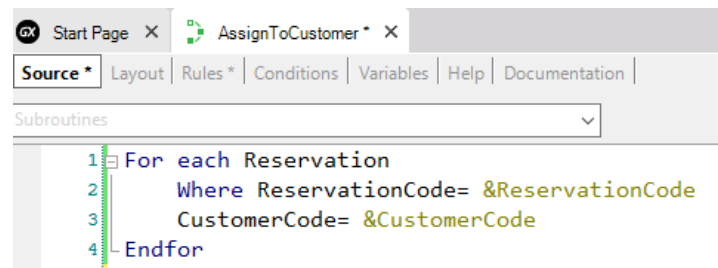 GX Start Page X AssignToCustomer * X
Source * Layout Rules * Conditions Variables Help Documentation
Subroutines
1 For each Reservation
2 Where ReservationCode= &ReservationCode
3 CustomerCode= &CustomerCode
4 Endfor